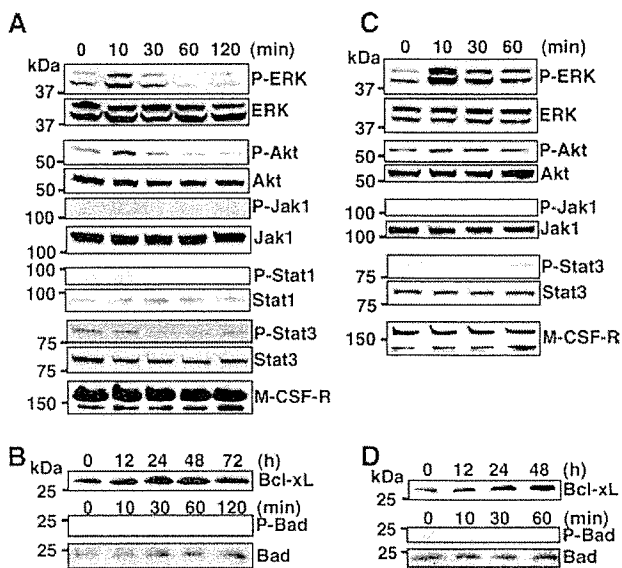 A
0 10 30 60 120 (min)
kDa
P-ERK
37
ERK
37
P-Akt
50
Akt
50
P-Jak1
100
Jak1
100
P-Stat1
100
Stat1
100
P-Stat3
75
Stat3
75
M-CSF-R
150
B
0 12 24 48 72 (h)
kDa
Bcl-xL
25
0 10 30 60 120 (min)
P-Bad
25
Bad
25
C
0 10 30 60 (min)
kDa
P-ERK
37
ERK
37
P-Akt
50
Akt
50
P-Jak1
100
Jak1
100
P-Stat3
75
Stat3
75
M-CSF-R
150
D
0 12 24 48 (h)
kDa
Bcl-xL
25
0 10 30 60 (min)
P-Bad
25
Bad
25